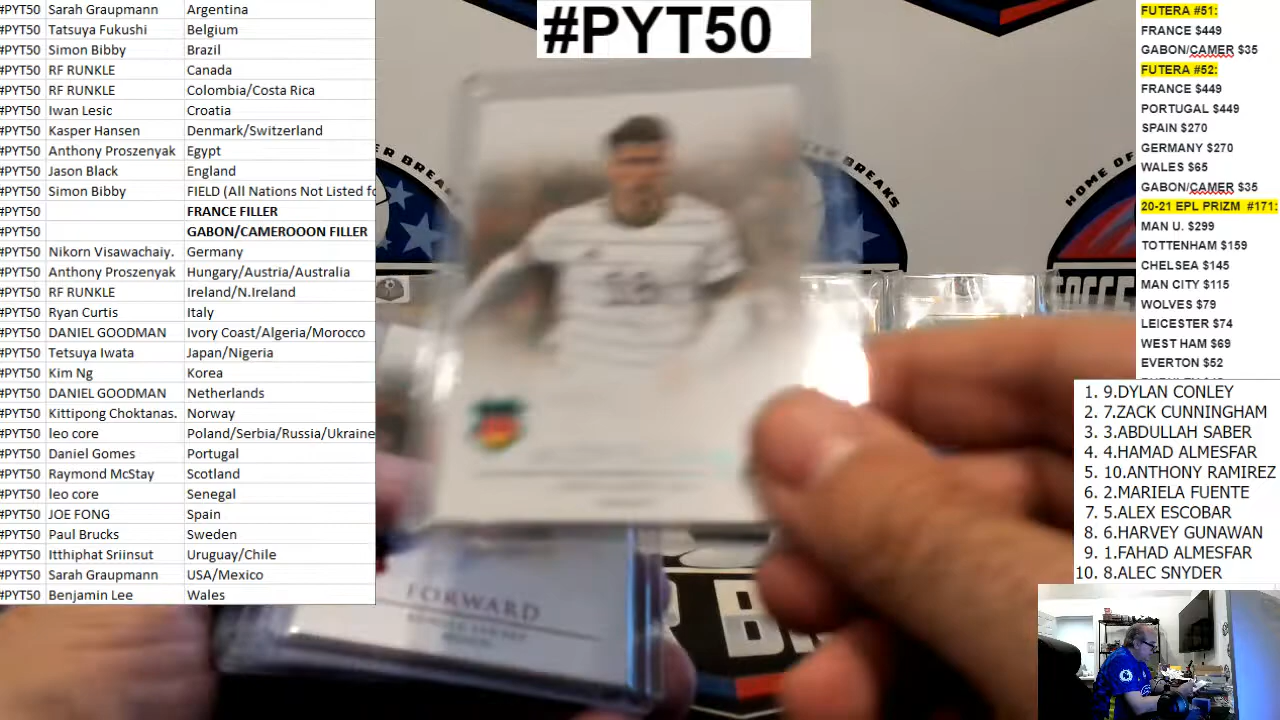 #PYT50 Sarah Graupmann Argentina
#PYT50 Tatsuya Fukushi Belgium
#PYT50 Simon Bibby Brazil
#PYT50 RF RUNKLE Canada
#PYT50 RF RUNKLE Colombia/Costa Rica
#PYT50 Iwan Lesic Croatia
#PYT50 Kasper Hansen Denmark/Switzerland
#PYT50 Anthony Proszenyak Egypt
#PYT50 Jason Black England
#PYT50 Simon Bibby FIELD (All Nations Not Listed fo
#PYT50 FRANCE FILLER
#PYT50 GABON/CAMEROOON FILLER
#PYT50 Nikorn Visawachaiy. Germany
#PYT50 Anthony Proszenyak Hungary/Austria/Australia
#PYT50 RF RUNKLE Ireland/N.Ireland
#PYT50 Ryan Curtis Italy
#PYT50 DANIEL GOODMAN Ivory Coast/Algeria/Morocco
#PYT50 Tetsuya Iwata Japan/Nigeria
#PYT50 Kim Ng Korea
#PYT50 DANIEL GOODMAN Netherlands
#PYT50 Kittipong Choktanas. Norway
#PYT50 leo core Poland/Serbia/Russia/Ukraine
#PYT50 Daniel Gomes Portugal
#PYT50 Raymond McStay Scotland
#PYT50 leo core Senegal
#PYT50 JOE FONG Spain
#PYT50 Paul Brucks Sweden
#PYT50 Itthiphat Sriinsut Uruguay/Chile
#PYT50 Sarah Graupmann USA/Mexico
#PYT50 Benjamin Lee Wales
#PYT50
BREAKS
HOME OF
FORWARD
FUTERA #51:
FRANCE $449
GABON/CAMER $35
FUTERA #52:
FRANCE $449
PORTUGAL $449
SPAIN $270
GERMANY $270
WALES $65
GABON/CAMER $35
20-21 EPL PRIZM #171:
MAN U. $299
TOTTENHAM $159
CHELSEA $145
MAN CITY $115
WOLVES $79
LEICESTER $74
WEST HAM $69
EVERTON $52
1. 9.DYLAN CONLEY
2. 7.ZACK CUNNINGHAM
3. 3.ABDULLAH SABER
4. 4.HAMAD ALMESFAR
5. 10.ANTHONY RAMIREZ
6. 2.MARIELA FUENTE
7. 5.ALEX ESCOBAR
8. 6.HARVEY GUNAWAN
9. 1.FAHAD ALMESFAR
10. 8.ALEC SNYDER